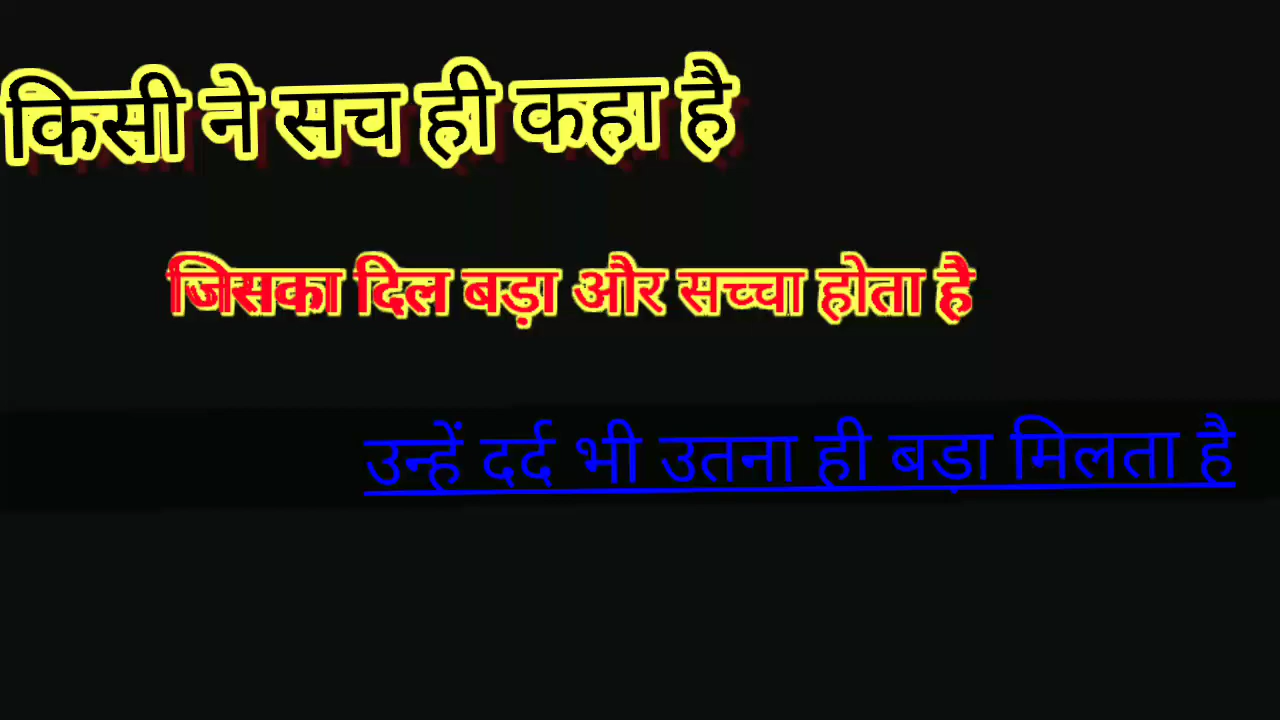 किसी ने सच ही कहा है
जिसका दिल बड़ा और सच्चा होता है
उन्हें दर्द भी उतना ही बड़ा मिलता है